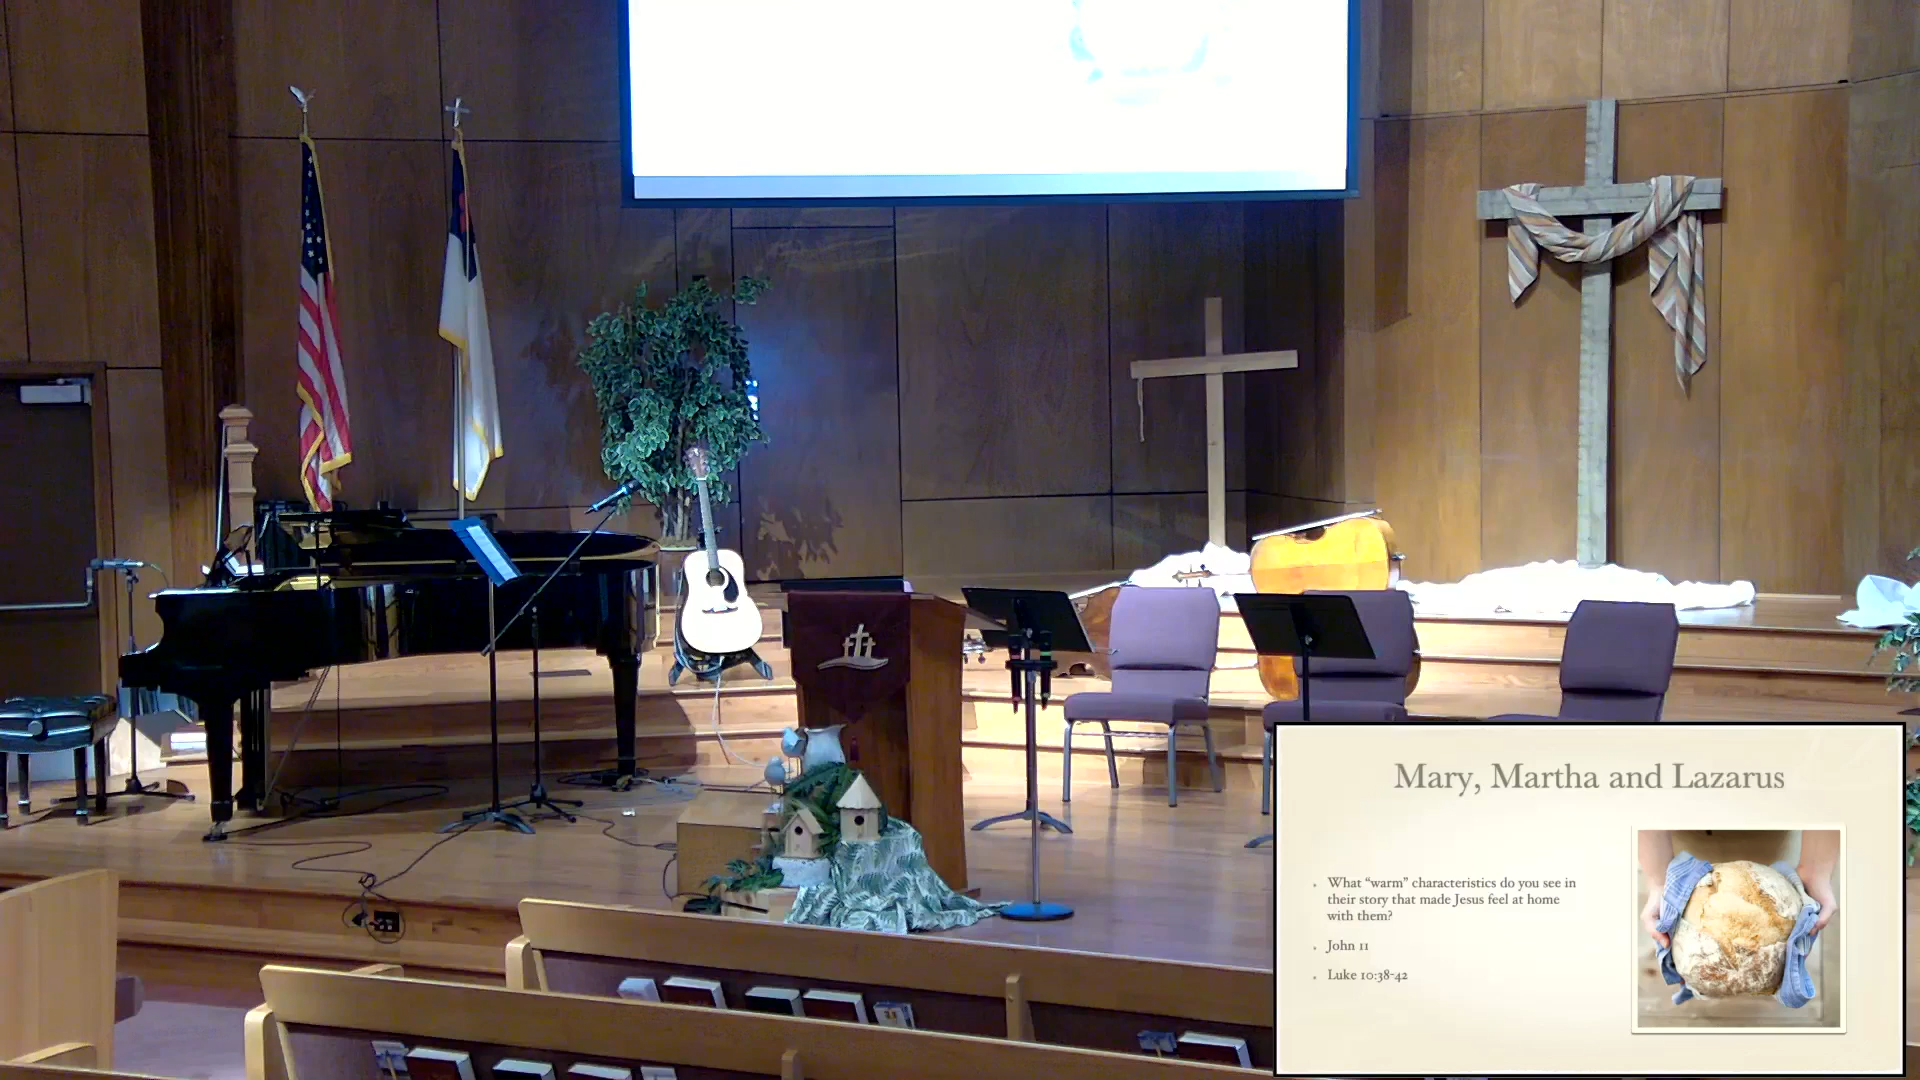 Mary, Martha and Lazarus
What “warm” characteristics do you see in
their story that made Jesus feel at home
with them?
John 11
Luke 10:38-42